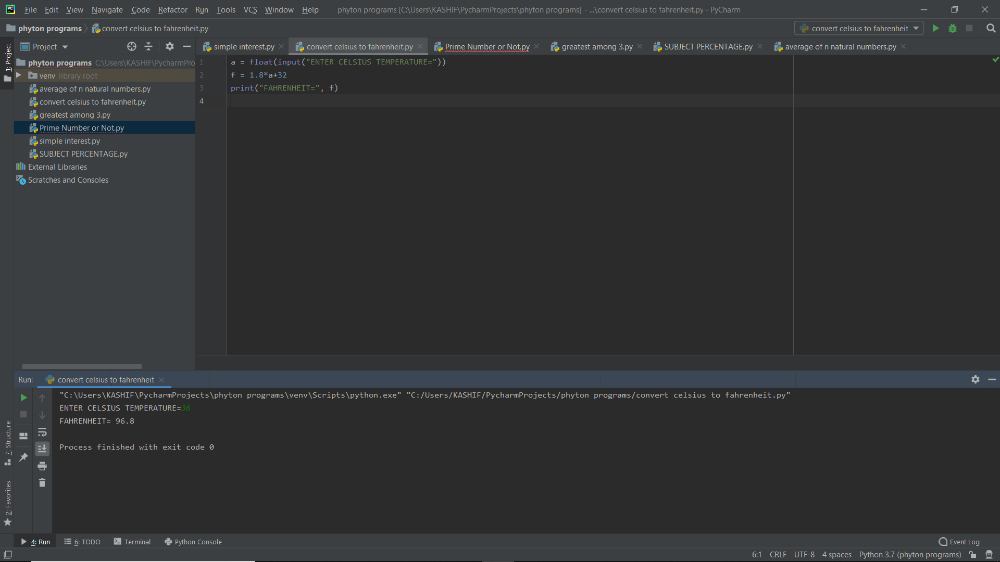 File Edit View Navigate Code Refactor Run Tools VCS Window Help phyton programs [C:\Users\KASHIF\PycharmProjects\phyton programs] - ...\convert celsius to fahrenheit.py - PyCharm
phyton programs convert celsius to fahrenheit.py convert celsius to fahrenheit
Project simple interest.py convert celsius to fahrenheit.py Prime Number or Not.py greatest among 3.py SUBJECT PERCENTAGE.py average of n natural numbers.py
1: Project
phyton programs C:\Users\KASHIF\PycharmPro
venv library root
average of n natural numbers.py
convert celsius to fahrenheit.py
greatest among 3.py
Prime Number or Not.py
simple interest.py
SUBJECT PERCENTAGE.py
External Libraries
Scratches and Consoles
1 a = float(input("ENTER CELSIUS TEMPERATURE="))
2 f = 1.8*a+32
3 print("FAHRENHEIT=", f)
4
Run: convert celsius to fahrenheit
"C:\Users\KASHIF\PycharmProjects\phyton programs\venv\Scripts\python.exe" "C:/Users/KASHIF/PycharmProjects/phyton programs/convert celsius to fahrenheit.py"
ENTER CELSIUS TEMPERATURE=36
FAHRENHEIT= 96.8
Process finished with exit code 0
7: Structure
2: Favorites
4: Run 6: TODO Terminal Python Console Event Log
6:1 CRLF UTF-8 4 spaces Python 3.7 (phyton programs)